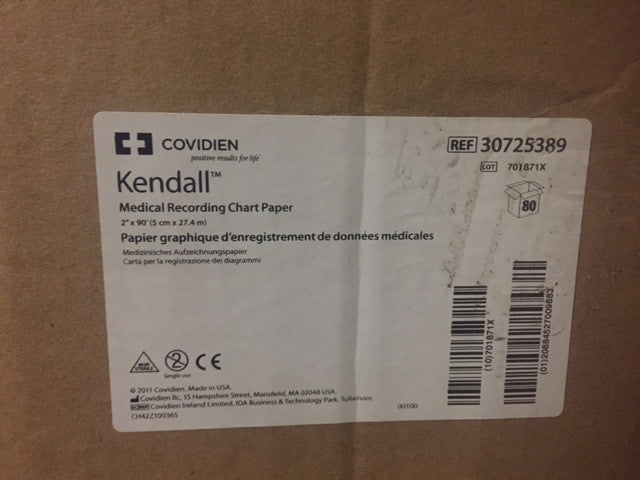 COVIDIEN
positive results for life
REF 30725389
LOT 701871X
Kendall™
80
Medical Recording Chart Paper
2" x 90' (5 cm x 27.4 m)
Papier graphique d'enregistrement de données médicales
Medizinisches Aufzeichnungspapier
Carta per la registrazione dei diagrammi
(10)701871X
(01)20884527009883
NON STERILE
2
Single use
CE
© 2011 Covidien. Made in USA.
Covidien llc, 15 Hampshire Street, Mansfield, MA 02048 USA.
EC REP Covidien Ireland Limited, IDA Business & Technology Park, Tullamore.
CH42Z100365
00100